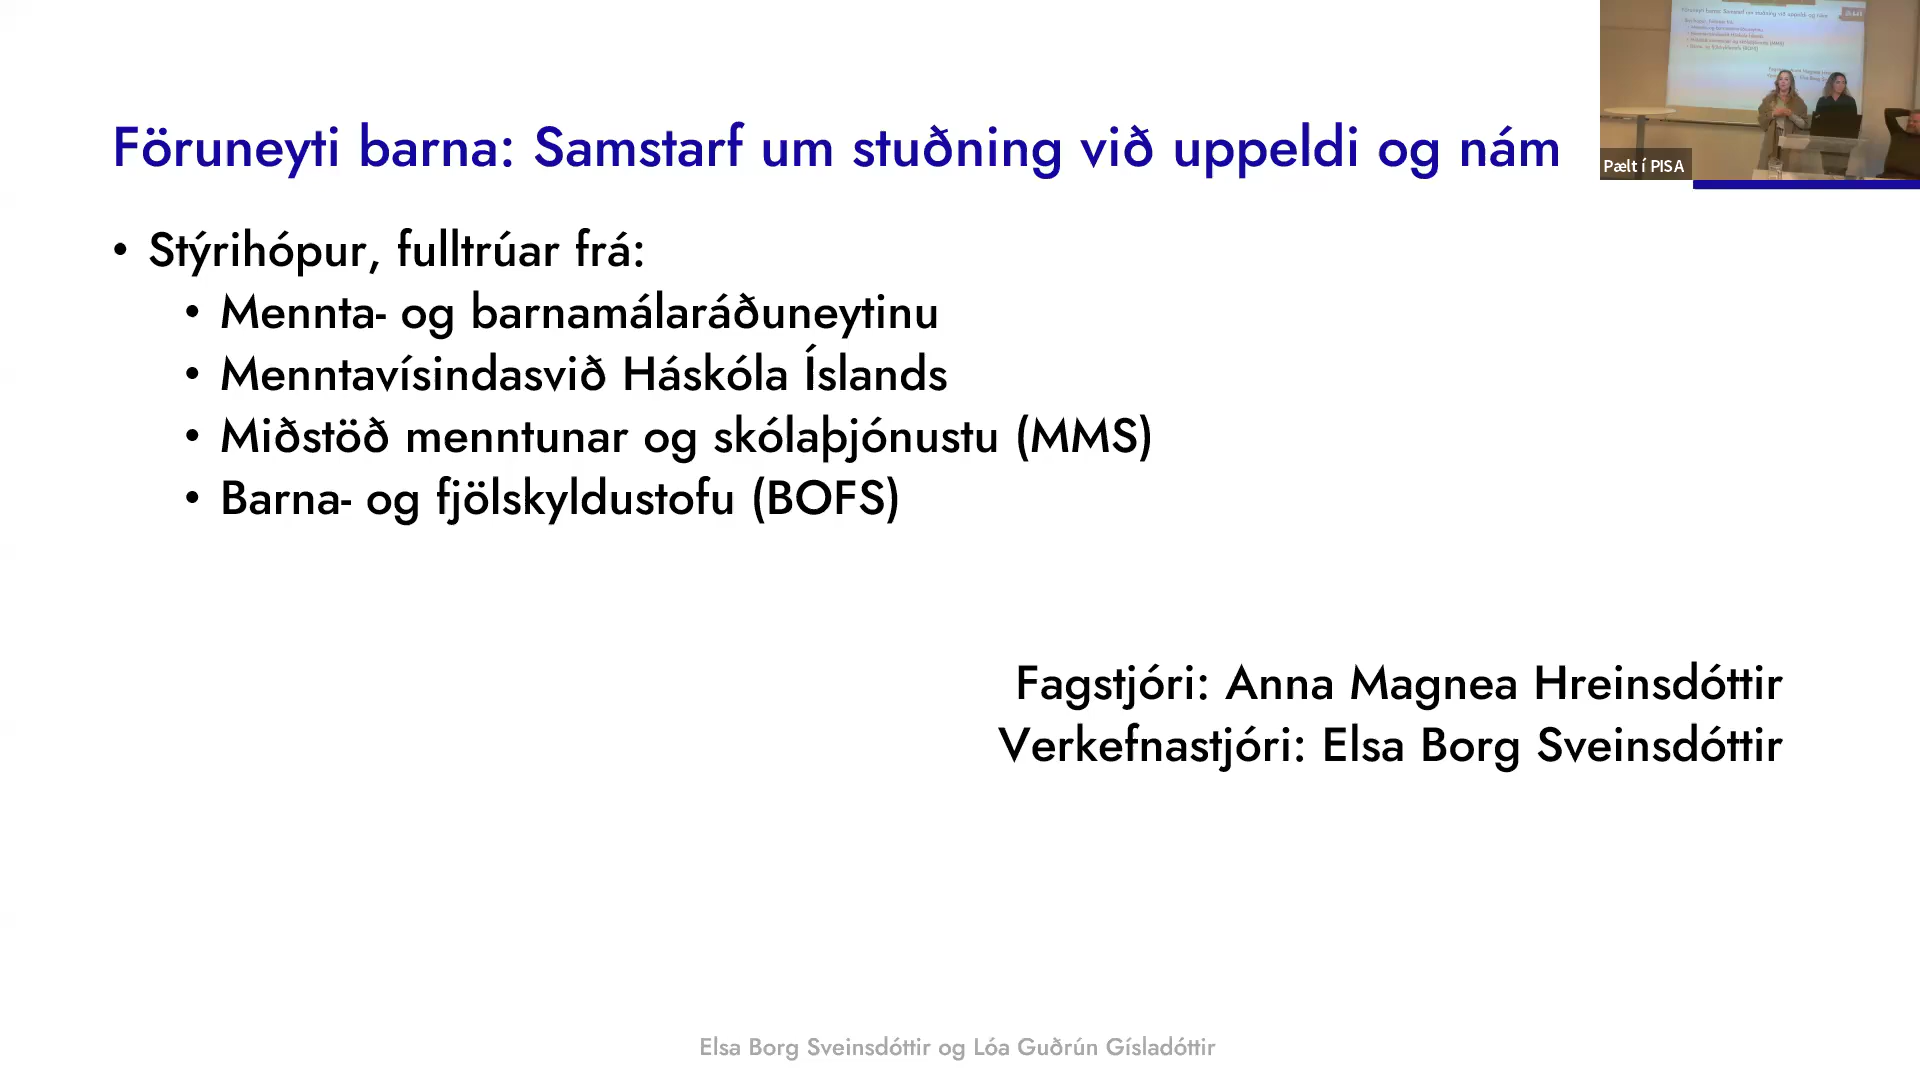 Föruneyti barna: Samstarf um stuðning við uppeldi og nám
Pælt í PISA
• Stýrihópur, fulltrúar frá:
• Mennta- og barnamálaráðuneytinu
• Menntavísindasvið Háskóla Íslands
• Miðstöð menntunar og skólaþjónustu (MMS)
• Barna- og fjölskyldustofu (BOFS)
Fagstjóri: Anna Magnea Hreinsdóttir
Verkefnastjóri: Elsa Borg Sveinsdóttir
Elsa Borg Sveinsdóttir og Lóa Guðrún Gísladóttir